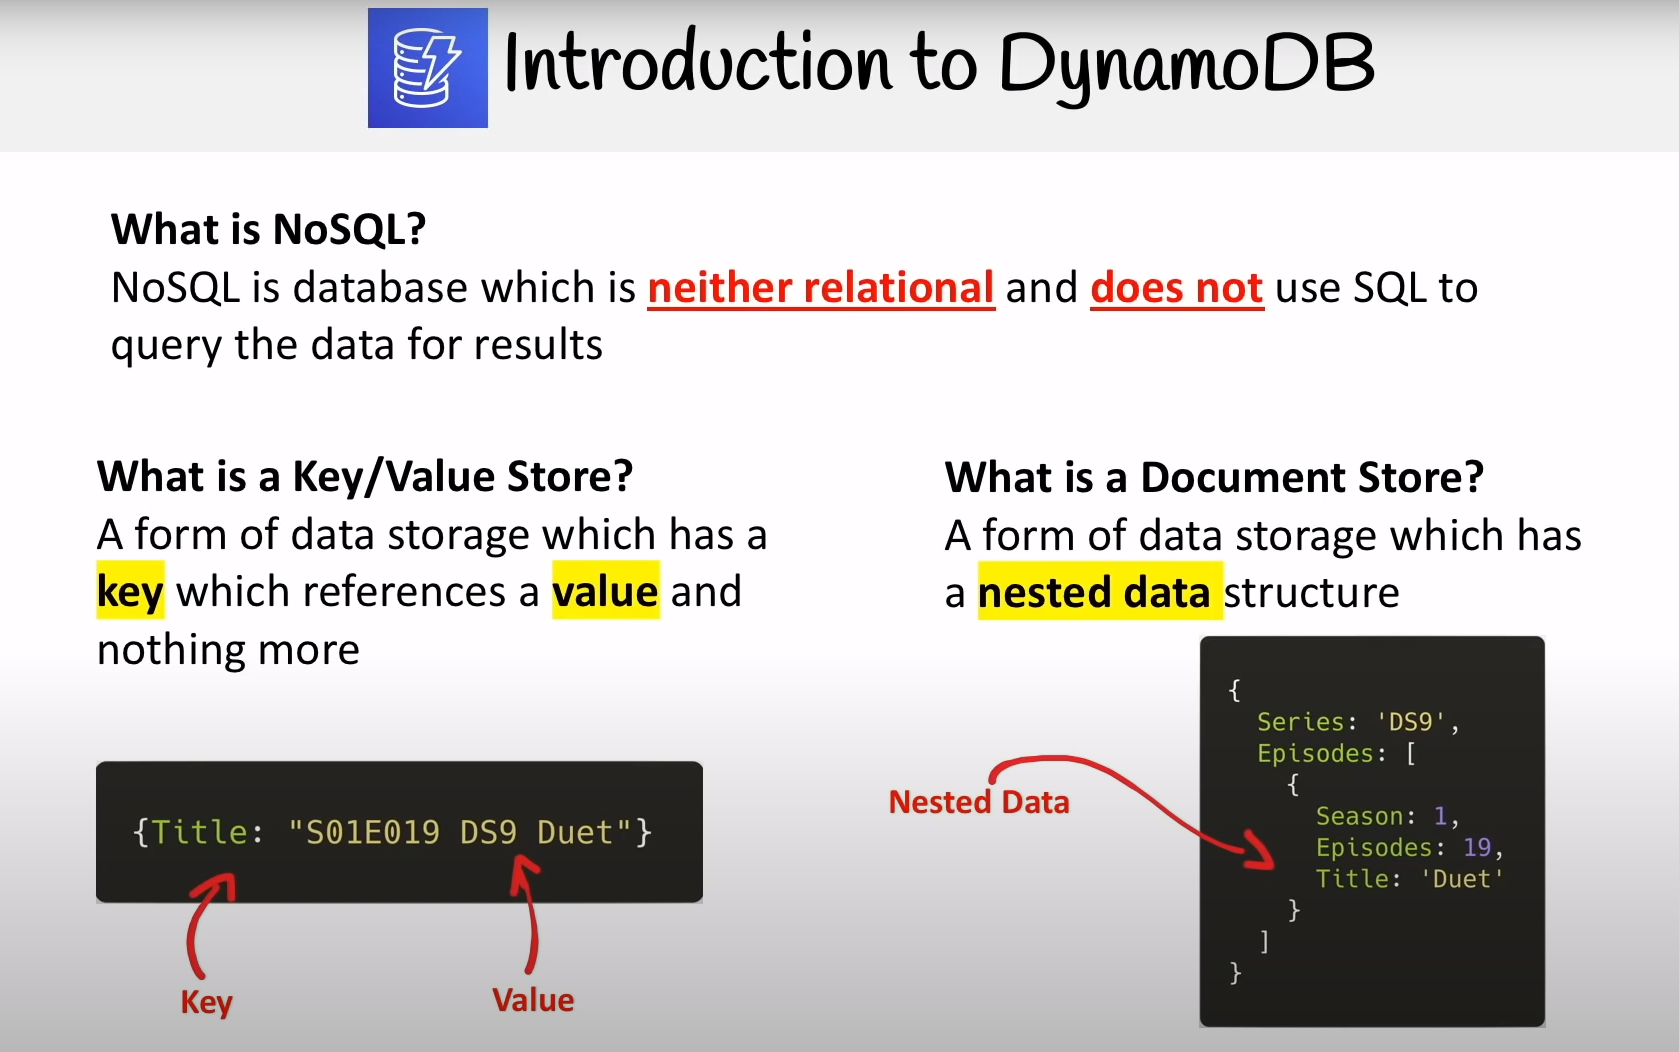 Introduction to DynamoDB
What is NoSQL?
NoSQL is database which is neither relational and does not use SQL to
query the data for results
What is a Key/Value Store?
A form of data storage which has a
key which references a value and
nothing more
{Title: "S01E019 DS9 Duet"}
Key
Value
What is a Document Store?
A form of data storage which has
a nested data structure
Nested Data
{
Series: 'DS9',
Episodes: [
{
Season: 1,
Episodes: 19,
Title: 'Duet'
}
]
}